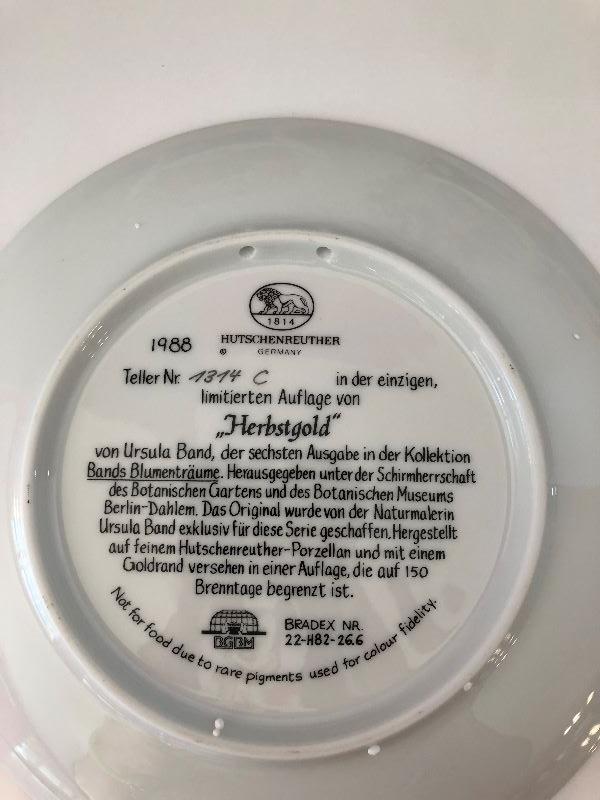 1814
HUTSCHENREUTHER
® GERMANY
1988
Teller Nr. 1314 C in der einzigen,
limitierten Auflage von
„Herbstgold“
von Ursula Band, der sechsten Ausgabe in der Kollektion
Bands Blumenträume. Herausgegeben unter der Schirmherrschaft
des Botanischen Gartens und des Botanischen Museums
Berlin-Dahlem. Das Original wurde von der Naturmalerin
Ursula Band exklusiv für diese Serie geschaffen. Hergestellt
auf feinem Hutschenreuther-Porzellan und mit einem
Goldrand versehen in einer Auflage, die auf 150
Brenntage begrenzt ist.
BGBM
BRADEX NR.
22-H82-26.6
Not for food due to rare pigments used for colour fidelity.